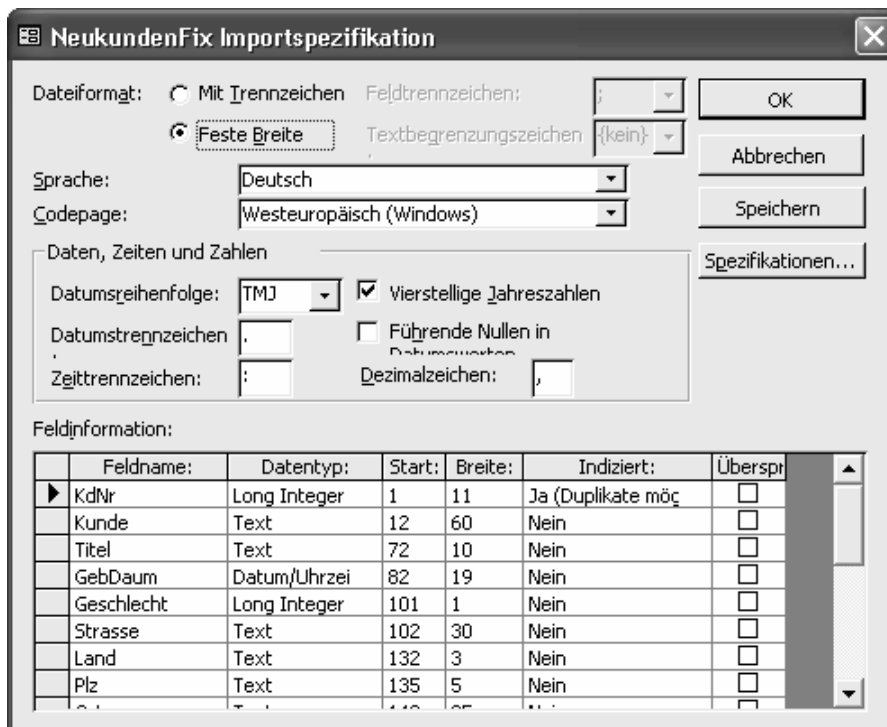 NeukundenFix Importspezifikation
Dateiformat: Mit Trennzeichen Feldtrennzeichen: ; OK
Feste Breite Textbegrenzungszeichen {kein}
Abbrechen
Sprache: Deutsch
Codepage: Westeuropäisch (Windows) Speichern
Daten, Zeiten und Zahlen Spezifikationen...
Datumsreihenfolge: TMJ Vierstellige Jahreszahlen
Datumstrennzeichen . Führende Nullen in
Datumswerten
Zeittrennzeichen: : Dezimalzeichen: ,
Feldinformation:
Feldname: Datentyp: Start: Breite: Indiziert: Überspr
KdNr Long Integer 1 11 Ja (Duplikate mög
Kunde Text 12 60 Nein
Titel Text 72 10 Nein
GebDaum Datum/Uhrzei 82 19 Nein
Geschlecht Long Integer 101 1 Nein
Strasse Text 102 30 Nein
Land Text 132 3 Nein
Plz Text 135 5 Nein